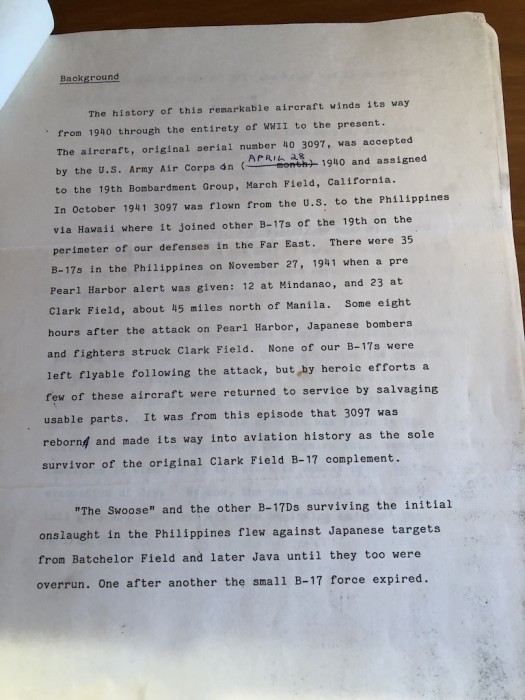 Background
The history of this remarkable aircraft winds its way
from 1940 through the entirety of WWII to the present.
The aircraft, original serial number 40 3097, was accepted
by the U.S. Army Air Corps on (APRIL 28 month) 1940 and assigned
to the 19th Bombardment Group, March Field, California.
In October 1941 3097 was flown from the U.S. to the Philippines
via Hawaii where it joined other B-17s of the 19th on the
perimeter of our defenses in the Far East. There were 35
B-17s in the Philippines on November 27, 1941 when a pre
Pearl Harbor alert was given: 12 at Mindanao, and 23 at
Clark Field, about 45 miles north of Manila. Some eight
hours after the attack on Pearl Harbor, Japanese bombers
and fighters struck Clark Field. None of our B-17s were
left flyable following the attack, but by heroic efforts a
few of these aircraft were returned to service by salvaging
usable parts. It was from this episode that 3097 was
reborn, and made its way into aviation history as the sole
survivor of the original Clark Field B-17 complement.
"The Swoose" and the other B-17Ds surviving the initial
onslaught in the Philippines flew against Japanese targets
from Batchelor Field and later Java until they too were
overrun. One after another the small B-17 force expired.